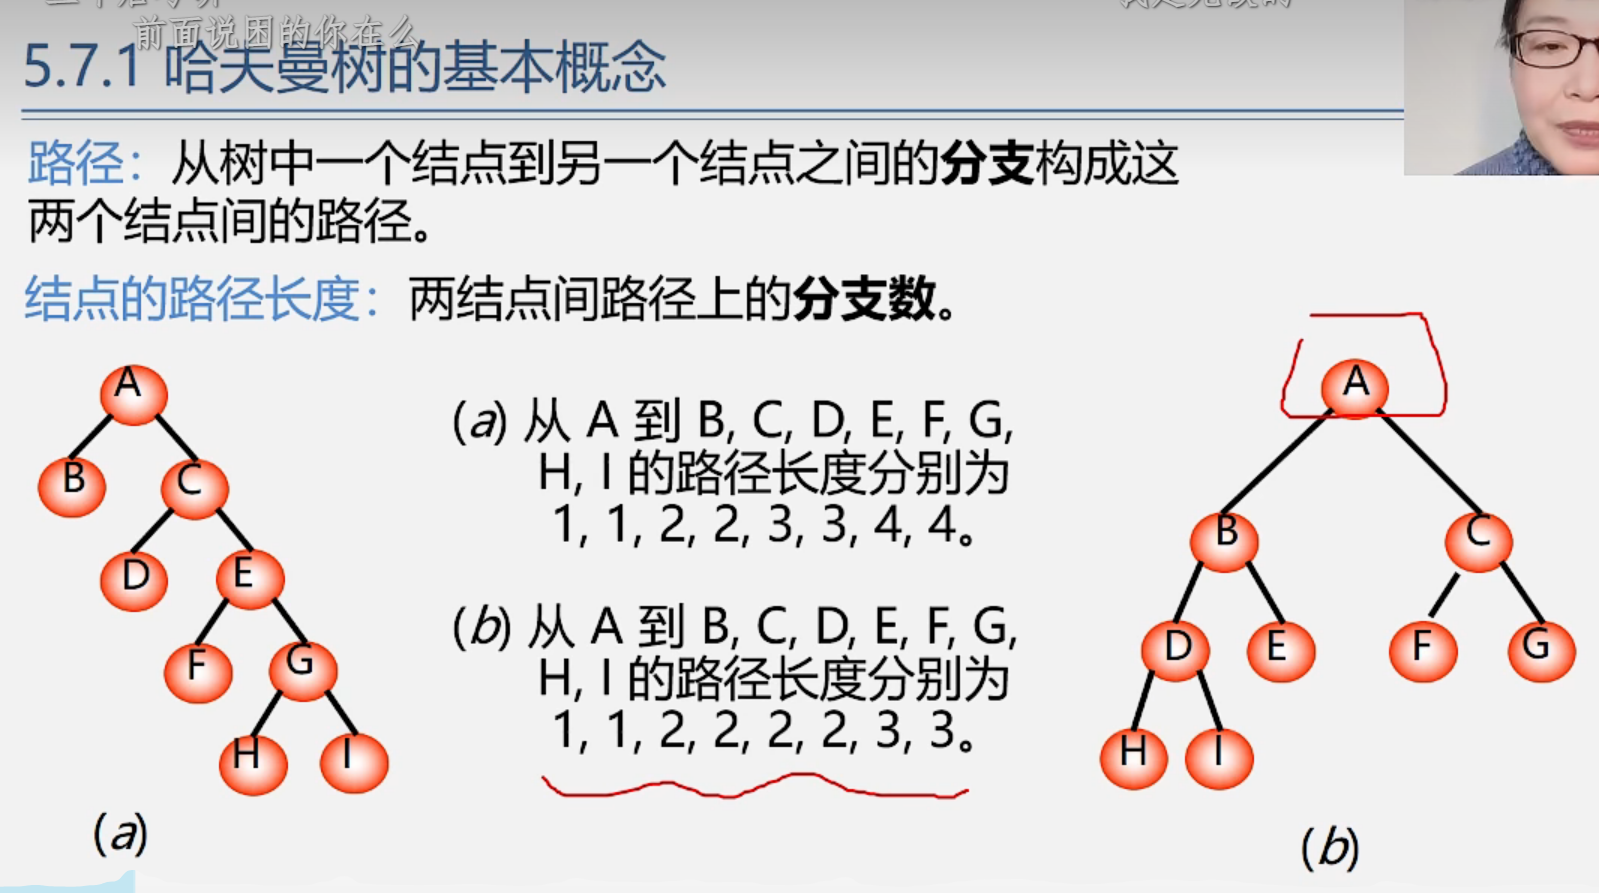 前面说困的你在么
5.7.1 哈夫曼树的基本概念
路径：从树中一个结点到另一个结点之间的分支构成这
两个结点间的路径。
结点的路径长度：两结点间路径上的分支数。
A
B
C
D
E
F
G
H
I
(a)
(a) 从 A 到 B, C, D, E, F, G,
H, I 的路径长度分别为
1, 1, 2, 2, 3, 3, 4, 4。
(b) 从 A 到 B, C, D, E, F, G,
H, I 的路径长度分别为
1, 1, 2, 2, 2, 2, 3, 3。
A
B
C
D
E
F
G
H
I
(b)